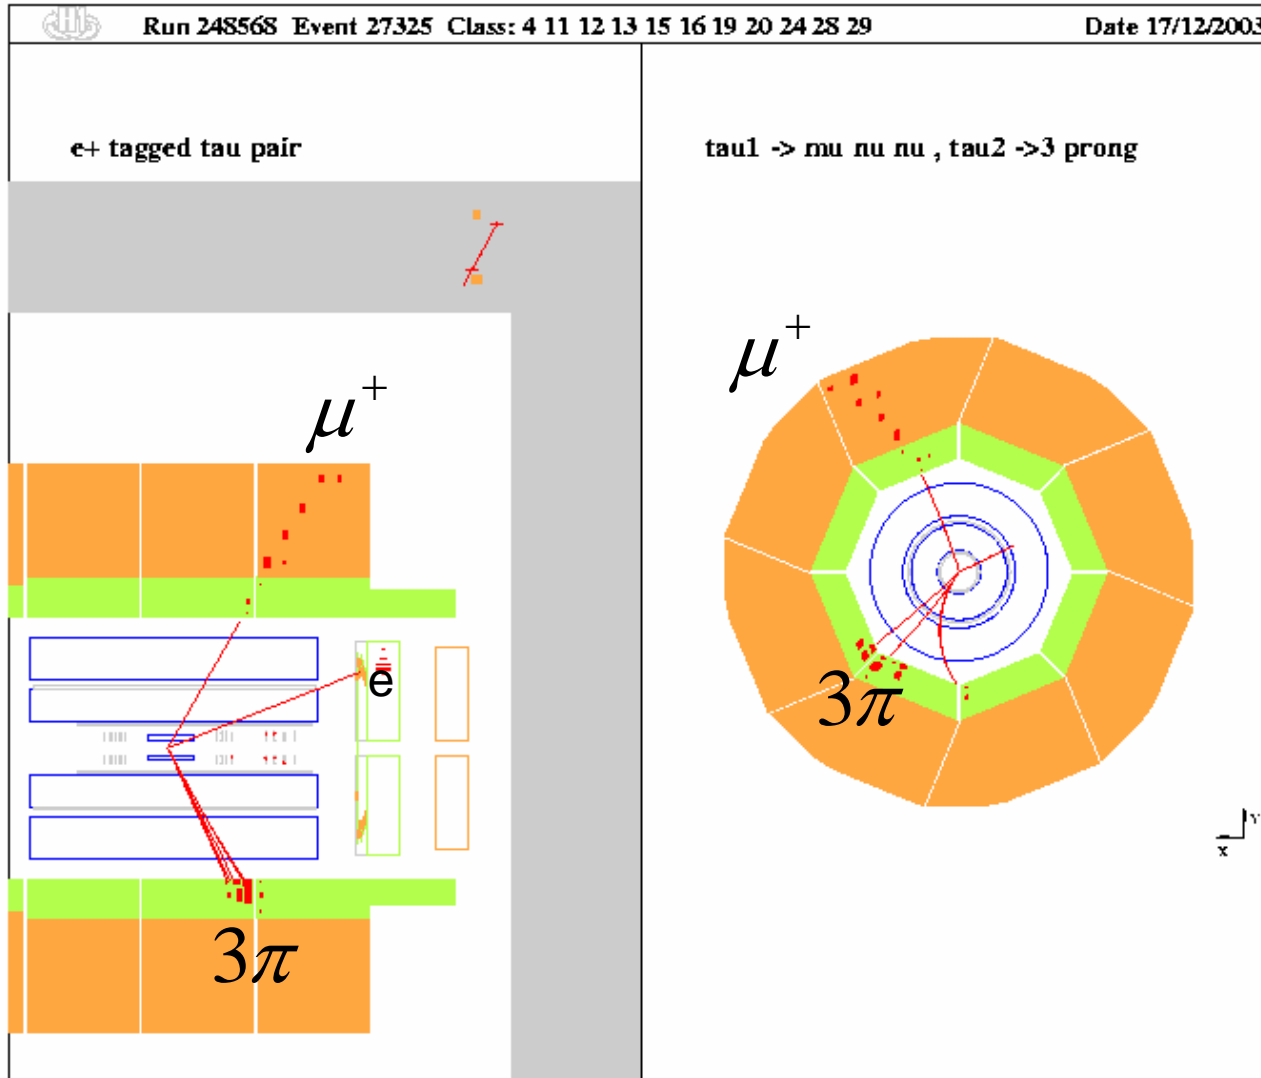 H1 Run 248568 Event 27325 Class: 4 11 12 13 15 16 19 20 24 28 29 Date 17/12/2003
e+ tagged tau pair
tau1 -> mu nu nu , tau2 ->3 prong
μ+
μ+
e
3π
3π
Y
X